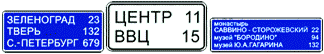 ЗЕЛЕНОГРАД 23
ТВЕРЬ 132
С.-ПЕТЕРБУРГ 679
ЦЕНТР 11
ВВЦ 15
монастырь
САВВИНО - СТОРОЖЕВСКИЙ 22
музей "БОРОДИНО" 94
музей Ю.А.ГАГАРИНА 132